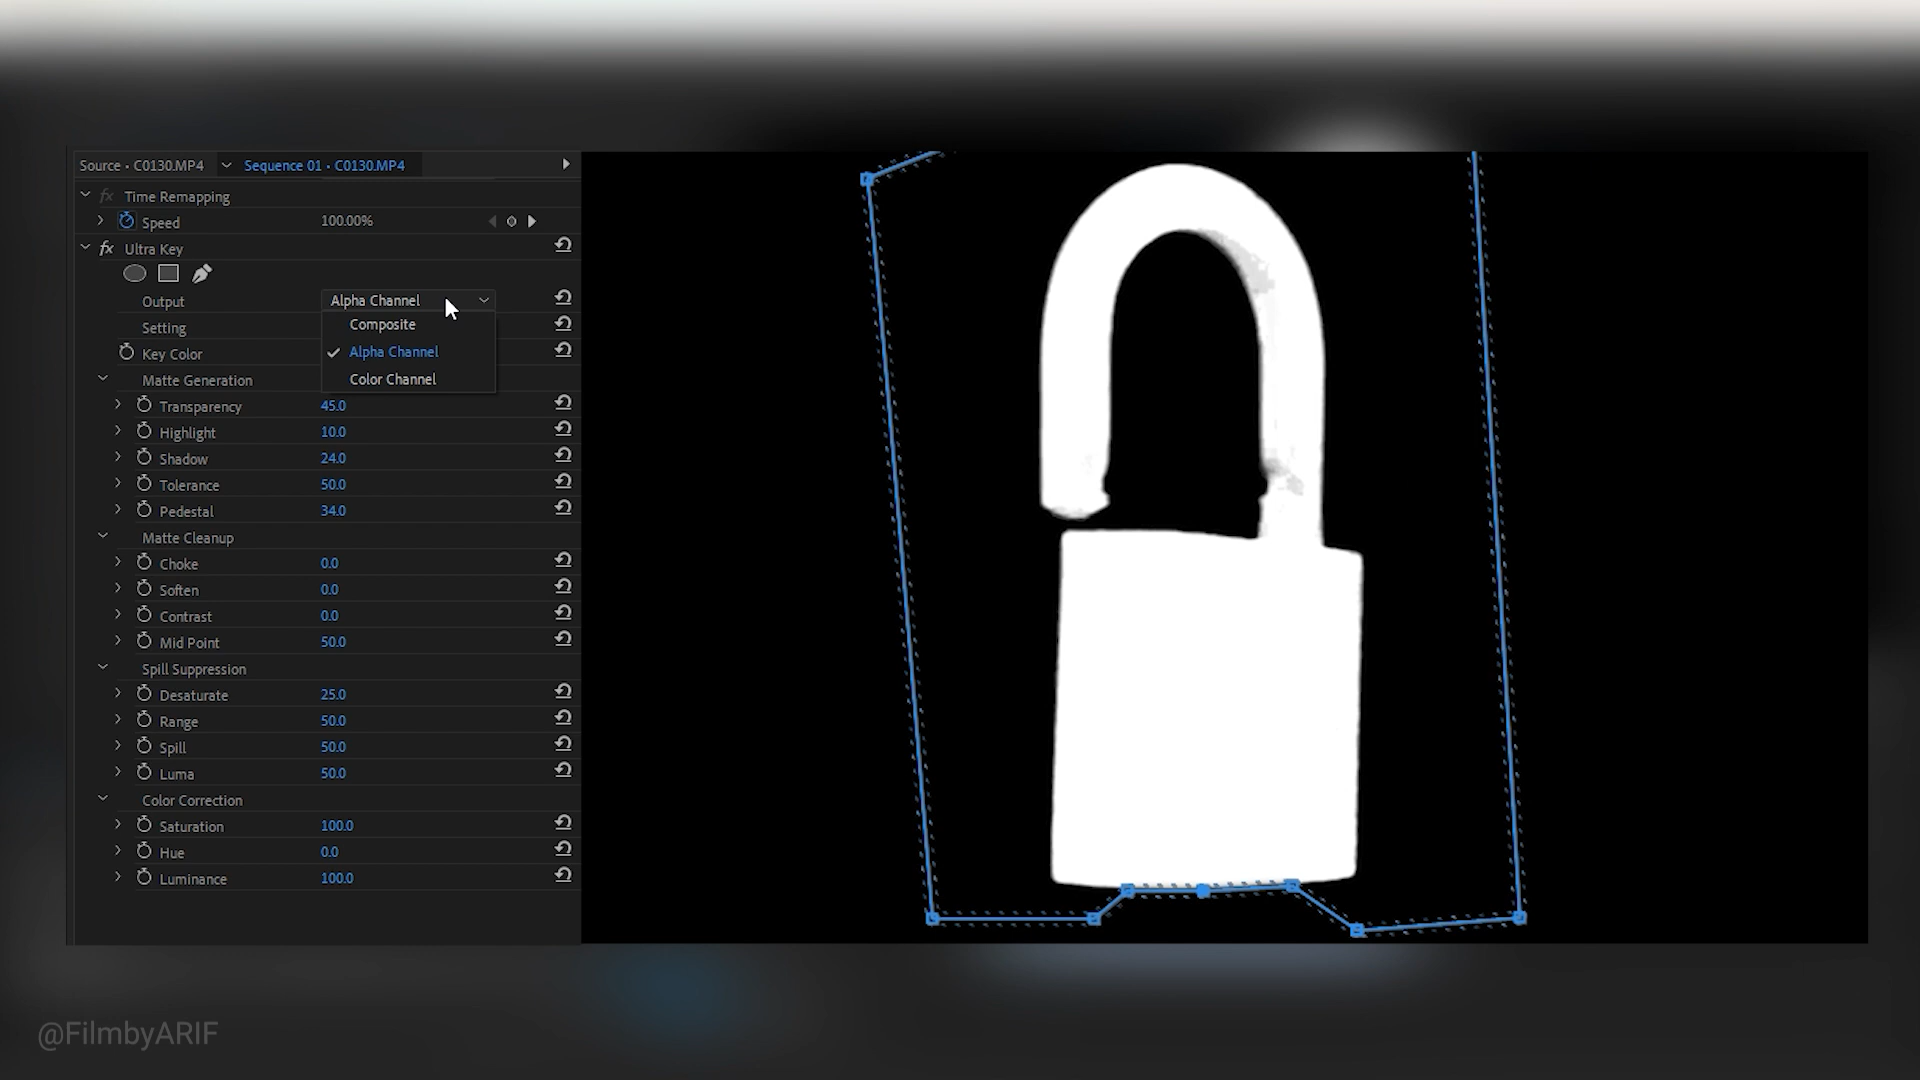 Source · C0130.MP4
Sequence 01 · C0130.MP4
fx Time Remapping
Speed 100.00%
fx Ultra Key
Output Alpha Channel
Composite
Setting
Alpha Channel
Key Color
Color Channel
Matte Generation
Transparency 45.0
Highlight 10.0
Shadow 24.0
Tolerance 50.0
Pedestal 34.0
Matte Cleanup
Choke 0.0
Soften 0.0
Contrast 0.0
Mid Point 50.0
Spill Suppression
Desaturate 25.0
Range 50.0
Spill 50.0
Luma 50.0
Color Correction
Saturation 100.0
Hue 0.0
Luminance 100.0
@FilmbyARIF